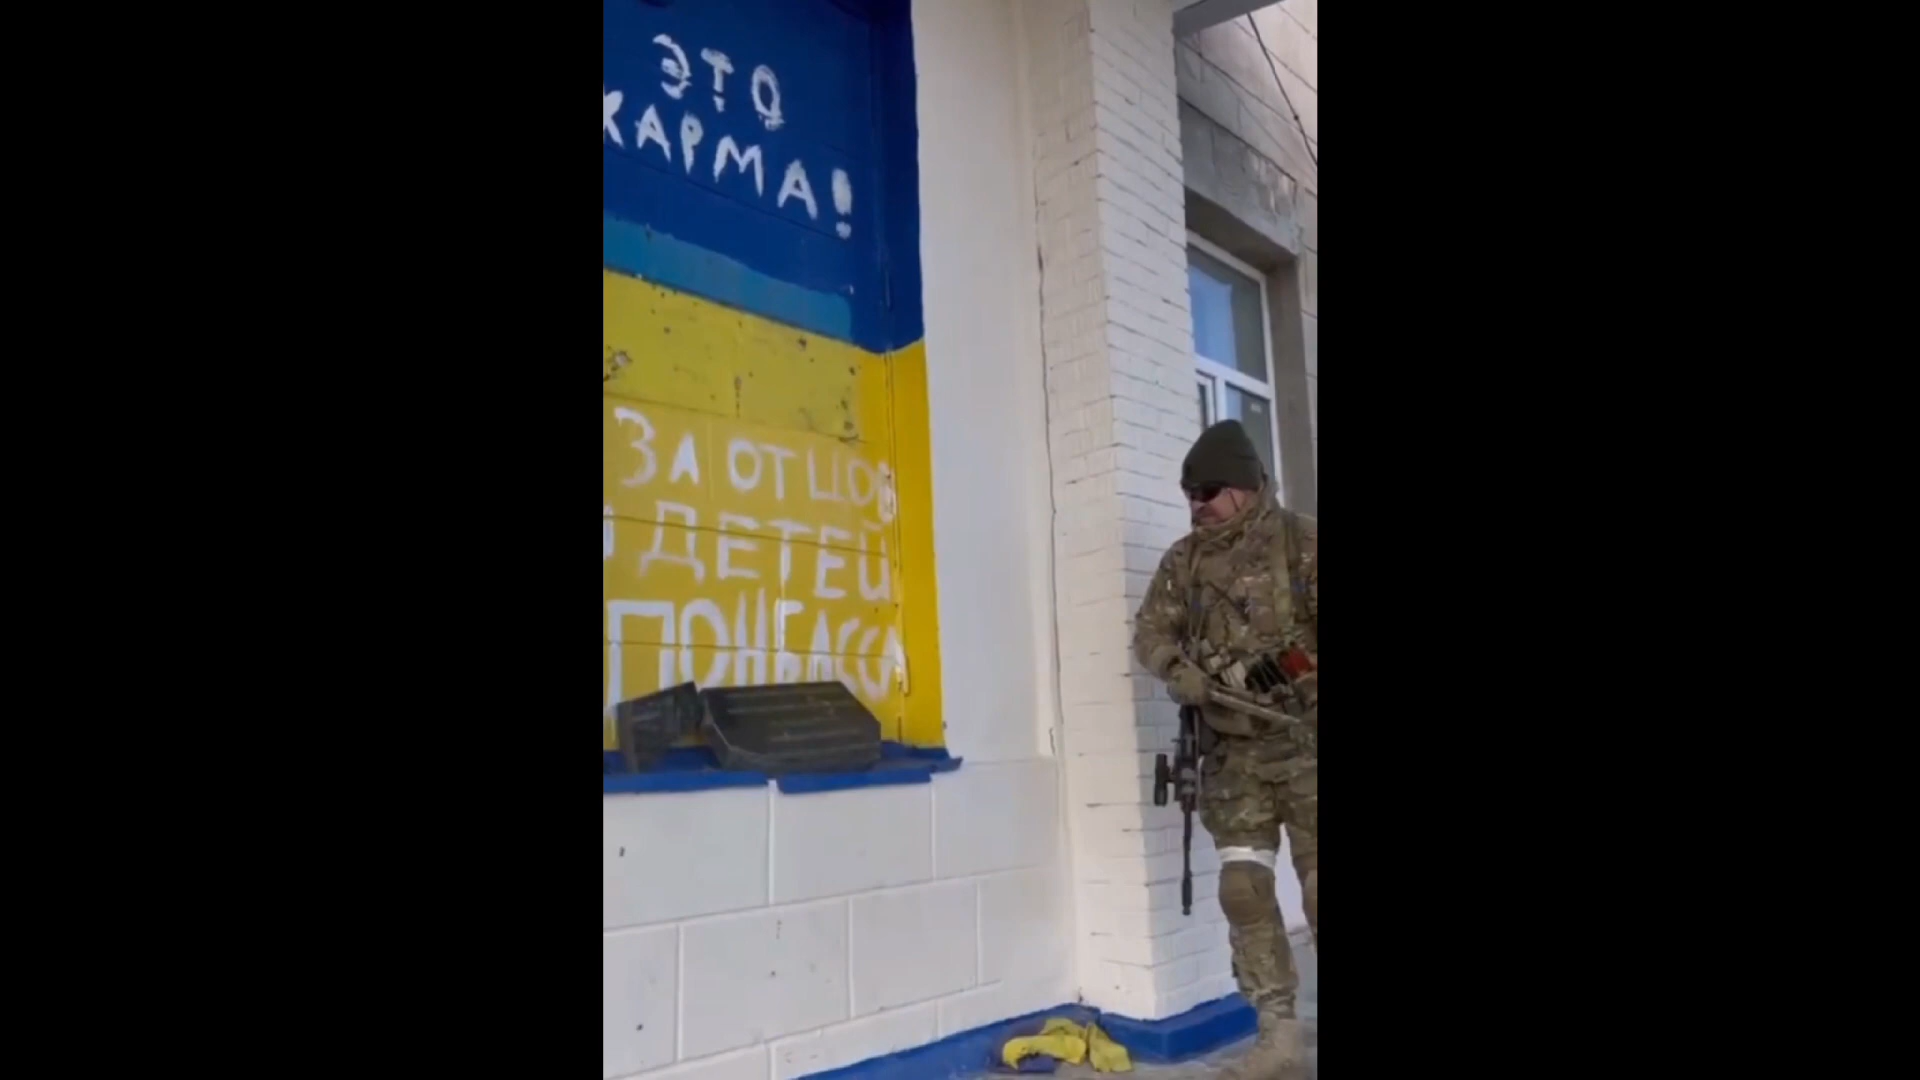 ЭТО
КАРМА!
ЗА ОТЦОВ
И ДЕТЕЙ
ДОНБАССА